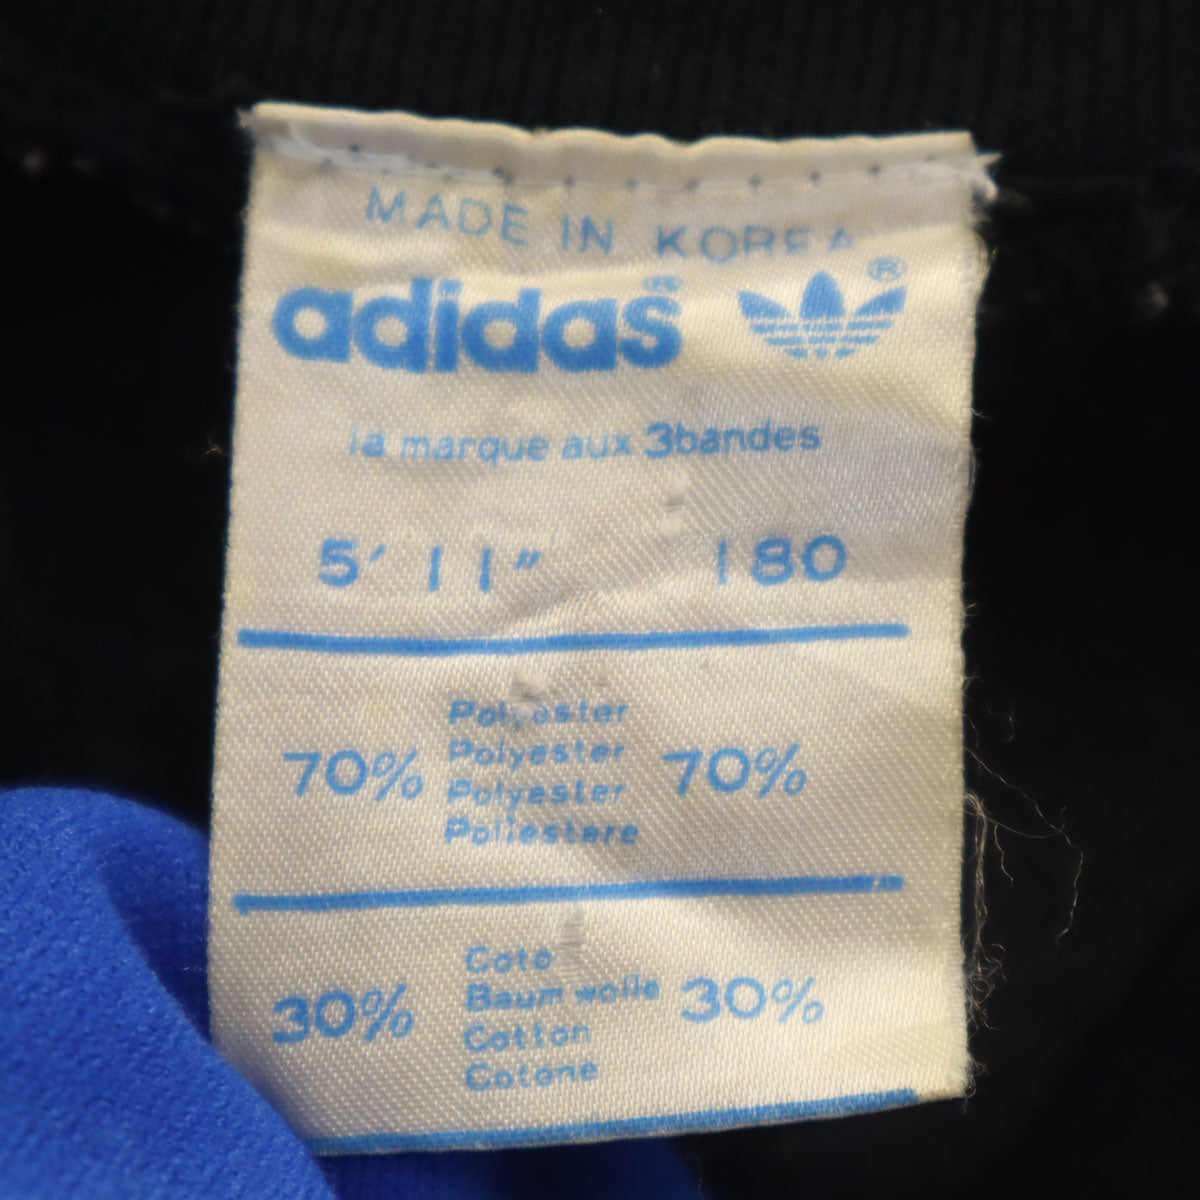 MADE IN KOREA
adidas ®
la marque aux 3bandes
5' 11" 180
Polyester
Polyester
70% 70%
Polyester
Poliestere
Coto
Baumwolle
30% 30%
Cotton
Cotone